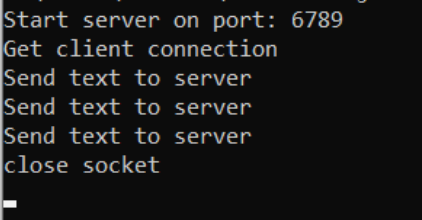 Start server on port: 6789
Get client connection
Send text to server
Send text to server
Send text to server
close socket